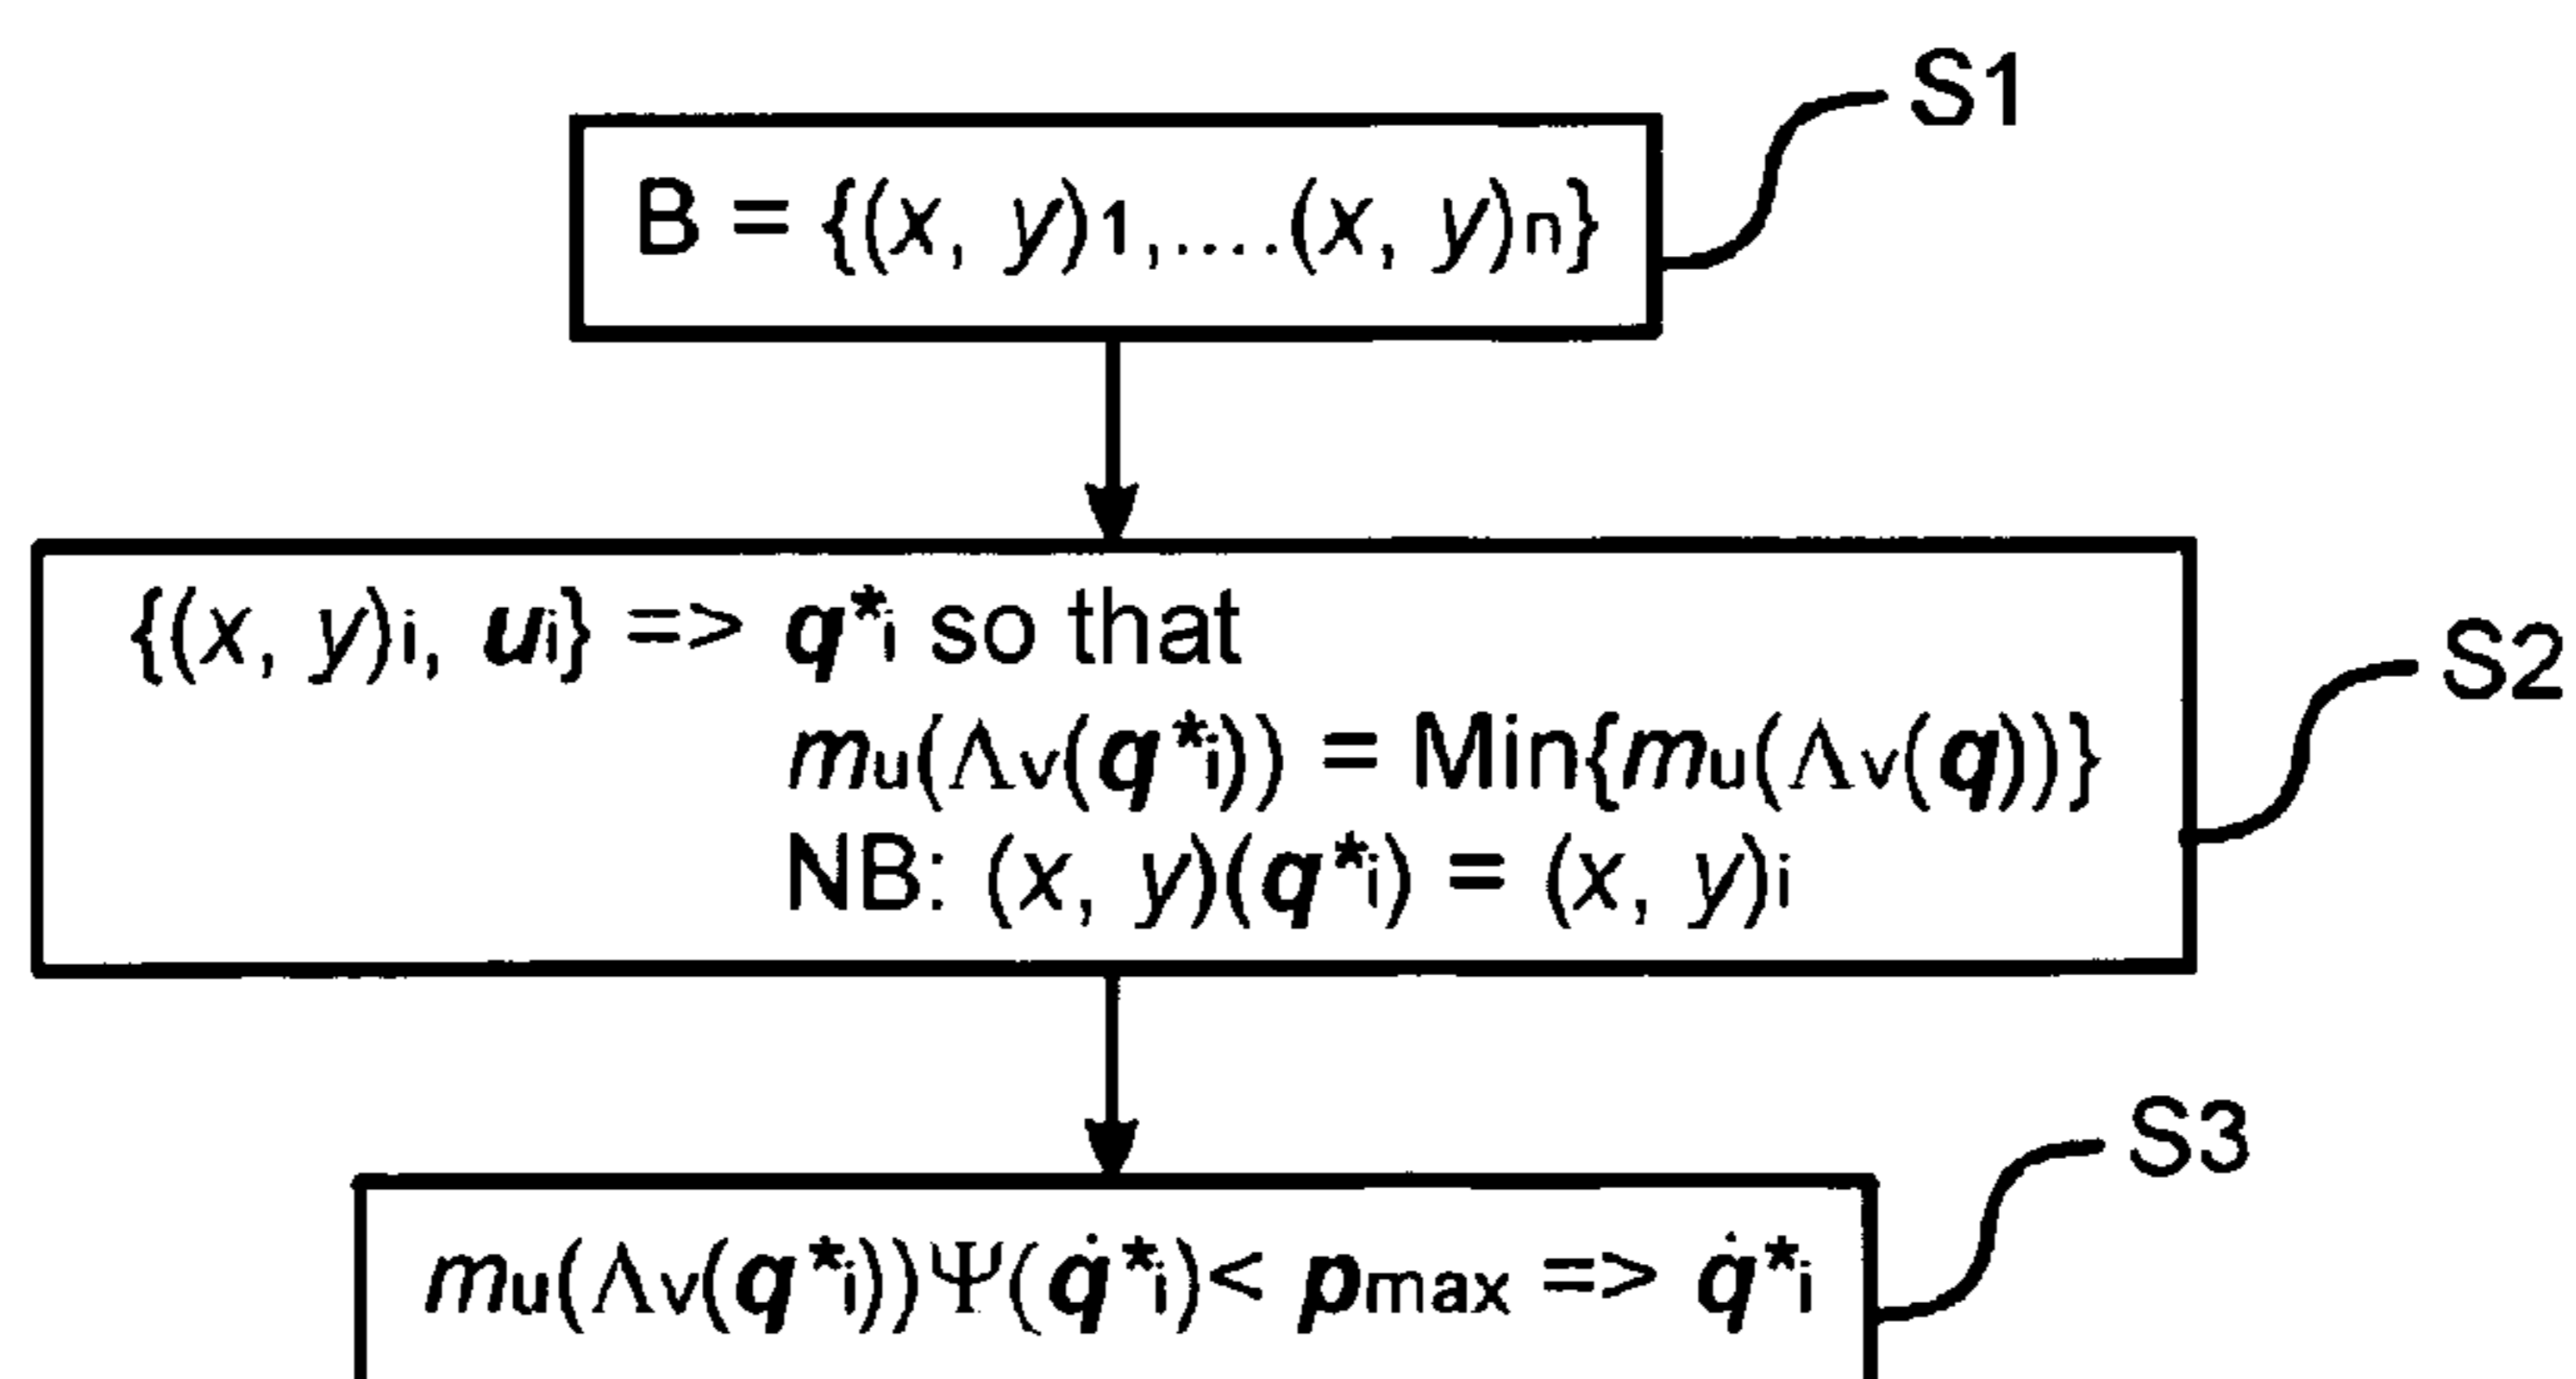 S1
B = {(x, y)1,....(x, y)n}
{(x, y)i, ui} => q*i so that
S2
mu(Λv(q*i)) = Min{mu(Λv(q))}
NB: (x, y)(q*i) = (x, y)i
S3
mu(Λv(q*i))Ψ(q̇*i)< pmax => q̇*i